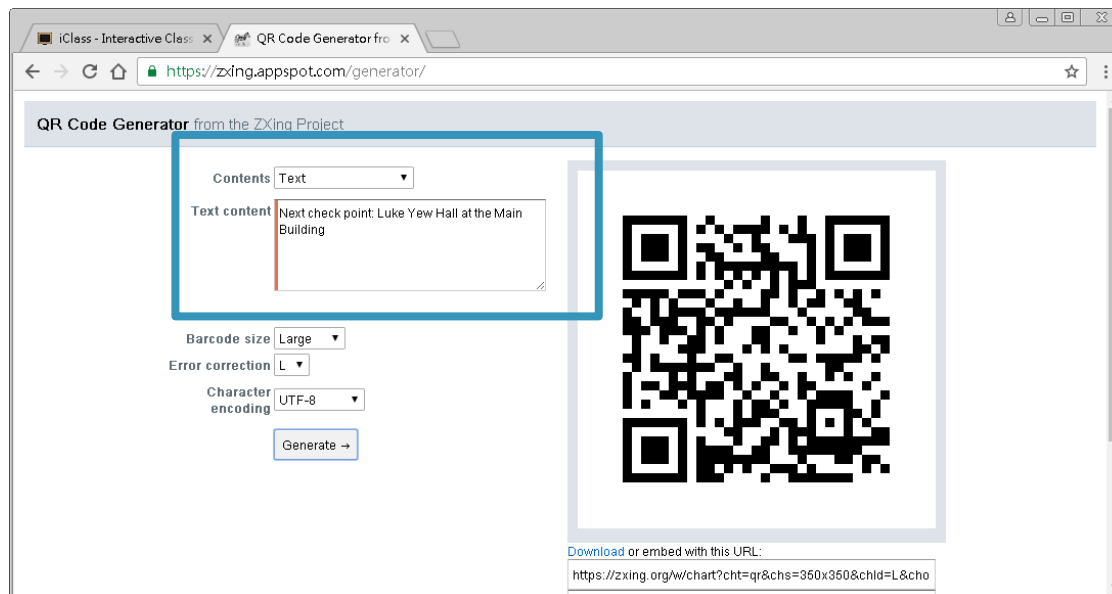 iClass - Interactive Class
QR Code Generator fro
https://zxing.appspot.com/generator/
QR Code Generator from the ZXing Project
Contents Text
Text content Next check point: Luke Yew Hall at the Main
Building
Barcode size Large
Error correction L
Character
encoding UTF-8
Generate →
Download or embed with this URL:
https://zxing.org/w/chart?cht=qr&chs=350x350&chld=L&cho